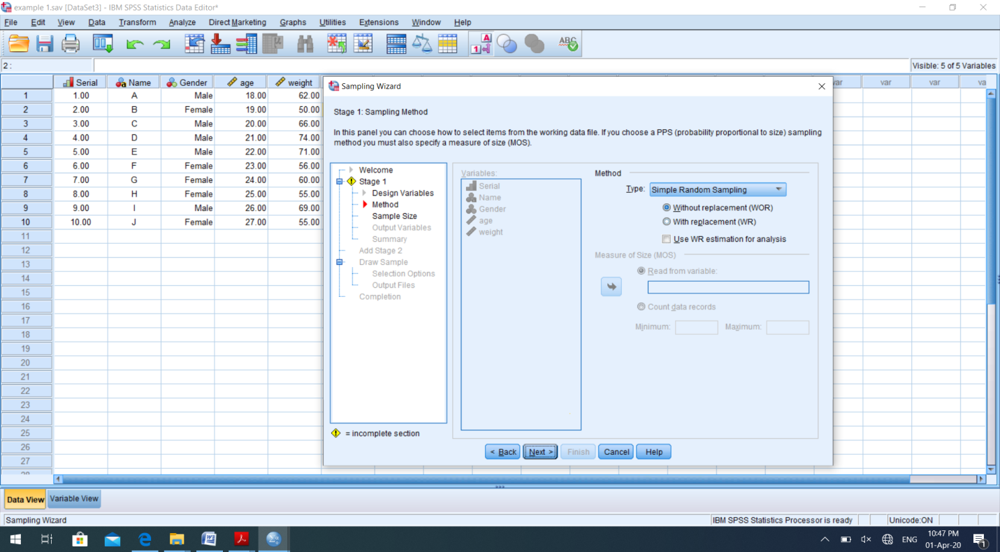 example 1.sav [DataSet3] - IBM SPSS Statistics Data Editor*
File Edit View Data Transform Analyze Direct Marketing Graphs Utilities Extensions Window Help
A
1
ABC
2 :
Visible: 5 of 5 Variables
Serial Name Gender age weight var var var va
1 1.00 A Male 18.00 62.00
2 2.00 B Female 19.00 50.00
3 3.00 C Male 20.00 66.00
4 4.00 D Male 21.00 74.00
5 5.00 E Male 22.00 71.00
6 6.00 F Female 23.00 56.00
7 7.00 G Female 24.00 60.00
8 8.00 H Female 25.00 55.00
9 9.00 I Male 26.00 69.00
10 10.00 J Female 27.00 55.00
11
12
13
14
15
16
17
18
19
20
21
22
23
24
25
26
27
Sampling Wizard
Stage 1: Sampling Method
In this panel you can choose how to select items from the working data file. If you choose a PPS (probability proportional to size) sampling
method you must also specify a measure of size (MOS).
Welcome
Stage 1
Design Variables
Method
Sample Size
Output Variables
Summary
Add Stage 2
Draw Sample
Selection Options
Output Files
Completion
= incomplete section
Variables:
Serial
Name
Gender
age
weight
Method
Type: Simple Random Sampling
Without replacement (WOR)
With replacement (WR)
Use WR estimation for analysis
Measure of Size (MOS)
Read from variable:
Count data records
Minimum: Maximum:
< Back Next > Finish Cancel Help
Data View Variable View
Sampling Wizard IBM SPSS Statistics Processor is ready Unicode:ON
ENG
10:47 PM
01-Apr-20
1